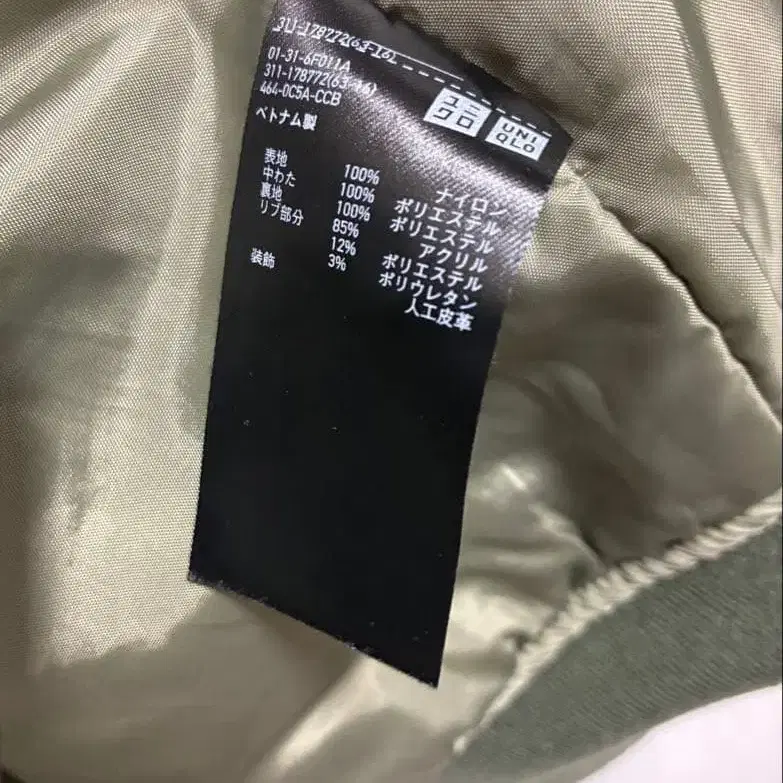 311-178772(63-16)
01-31-6F011A
311-178772(63-16)
464-0C5A-CCB
ベトナム製
ユニクロ
UNIQLO
表地 100% ナイロン
中わた 100% ポリエステル
裏地 100% ポリエステル
リブ部分 85% アクリル
12% ポリエステル
3% ポリウレタン
装飾 人工皮革